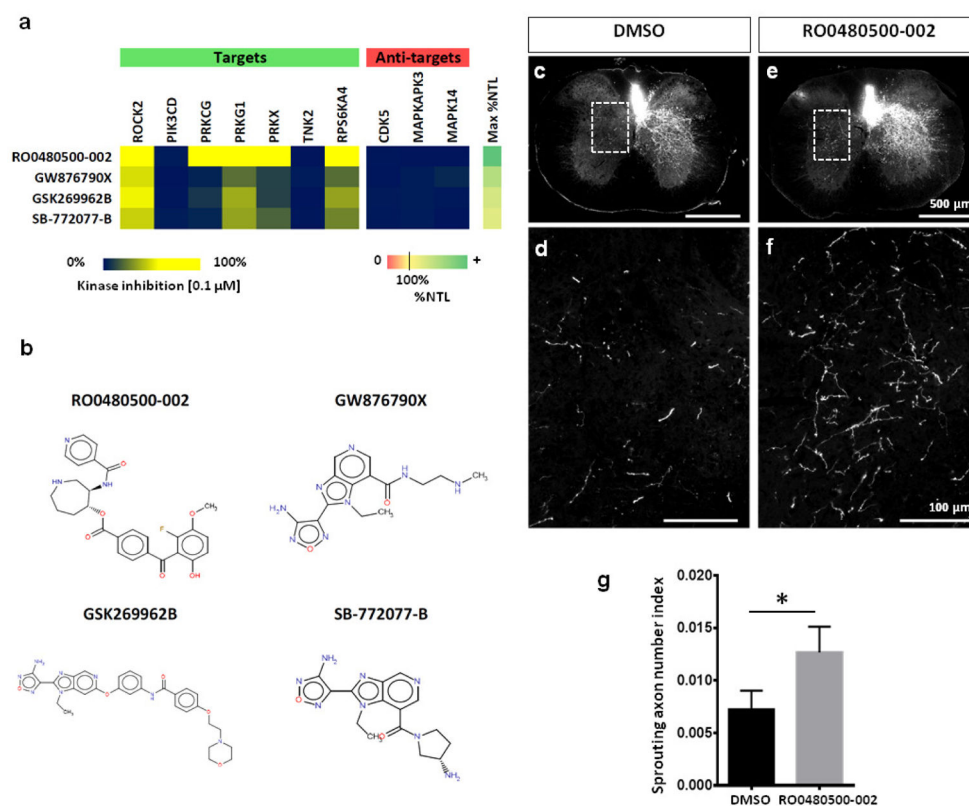 a
Targets
Anti-targets
ROCK2
PIK3CD
PRKCG
PRKG1
PRKX
TNK2
RPS6KA4
CDK5
MAPKAPK3
MAPK14
Max %NTL
RO0480500-002
GW876790X
GSK269962B
SB-772077-B
0%
100%
Kinase inhibition [0.1 µM]
0
+
100%
%NTL
b
RO0480500-002
GW876790X
GSK269962B
SB-772077-B
DMSO
RO0480500-002
c
e
500 µm
d
f
100 µm
g
Sprouting axon number index
0.020
0.015
0.010
0.005
0.000
*
DMSO
RO0480500-002